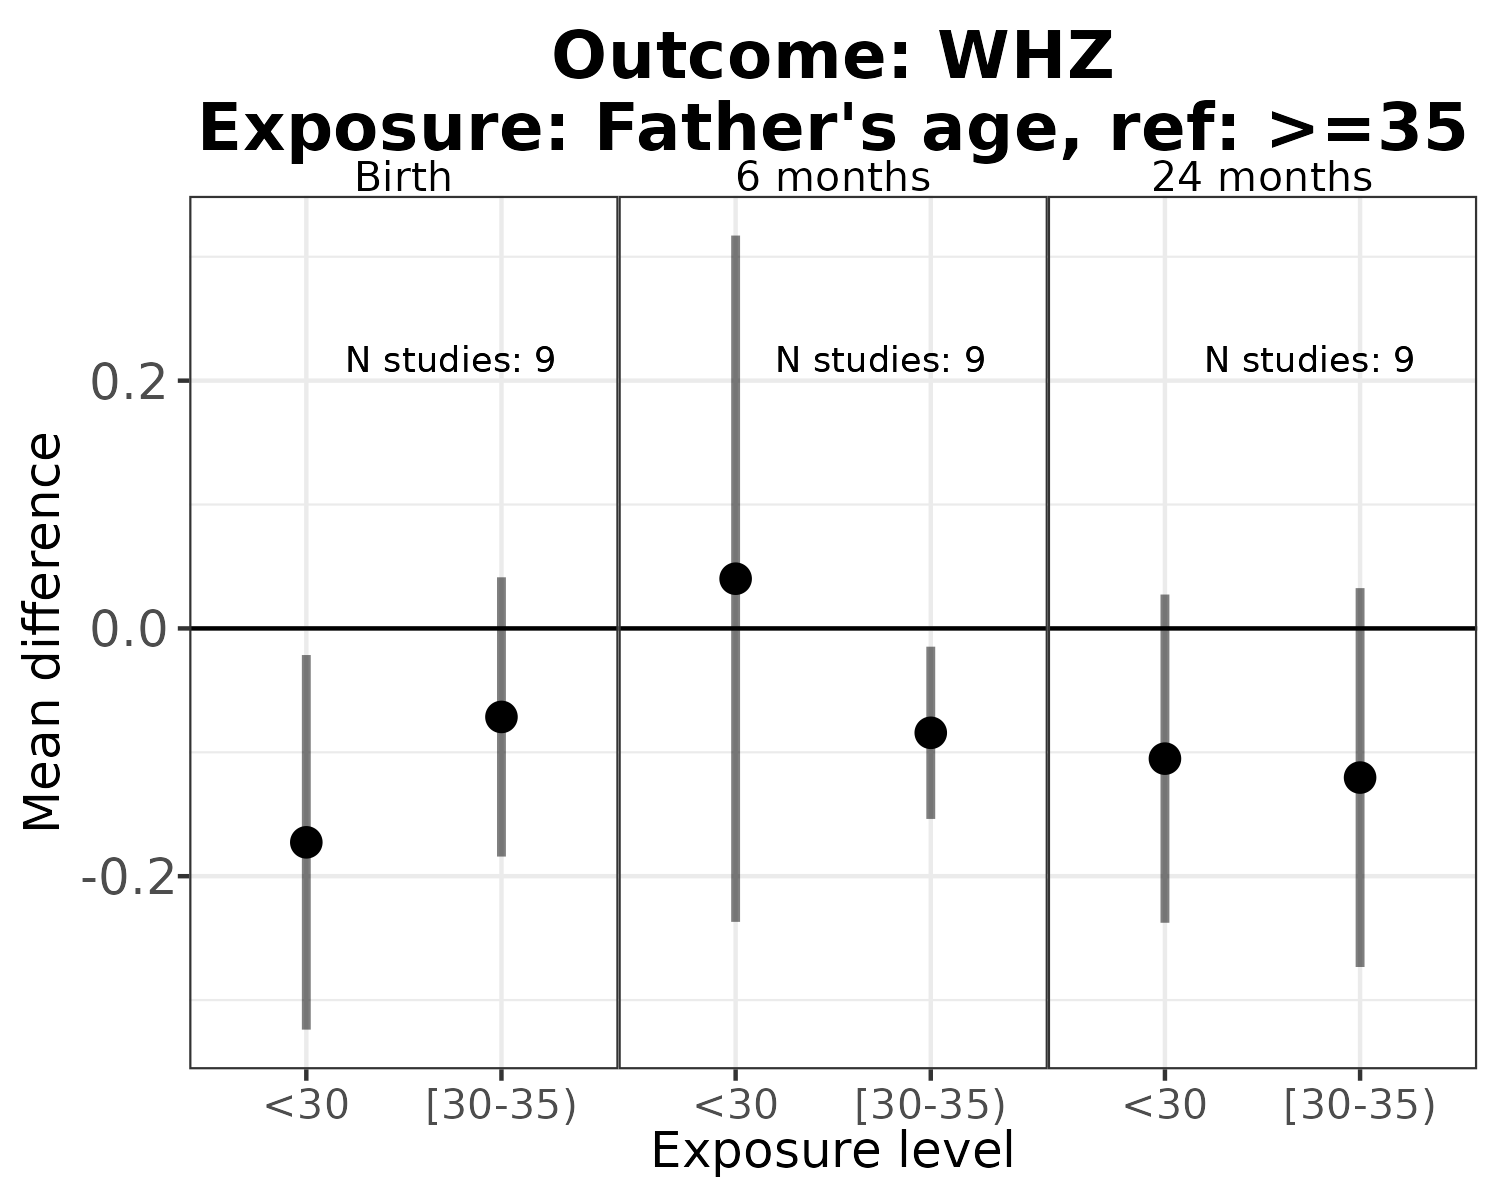 Outcome: WHZ
Exposure: Father's age, ref: >=35
Birth 6 months 24 months
N studies: 9 N studies: 9 N studies: 9
0.2
0.0
-0.2
Mean difference
<30 [30-35) <30 [30-35) <30 [30-35)
Exposure level